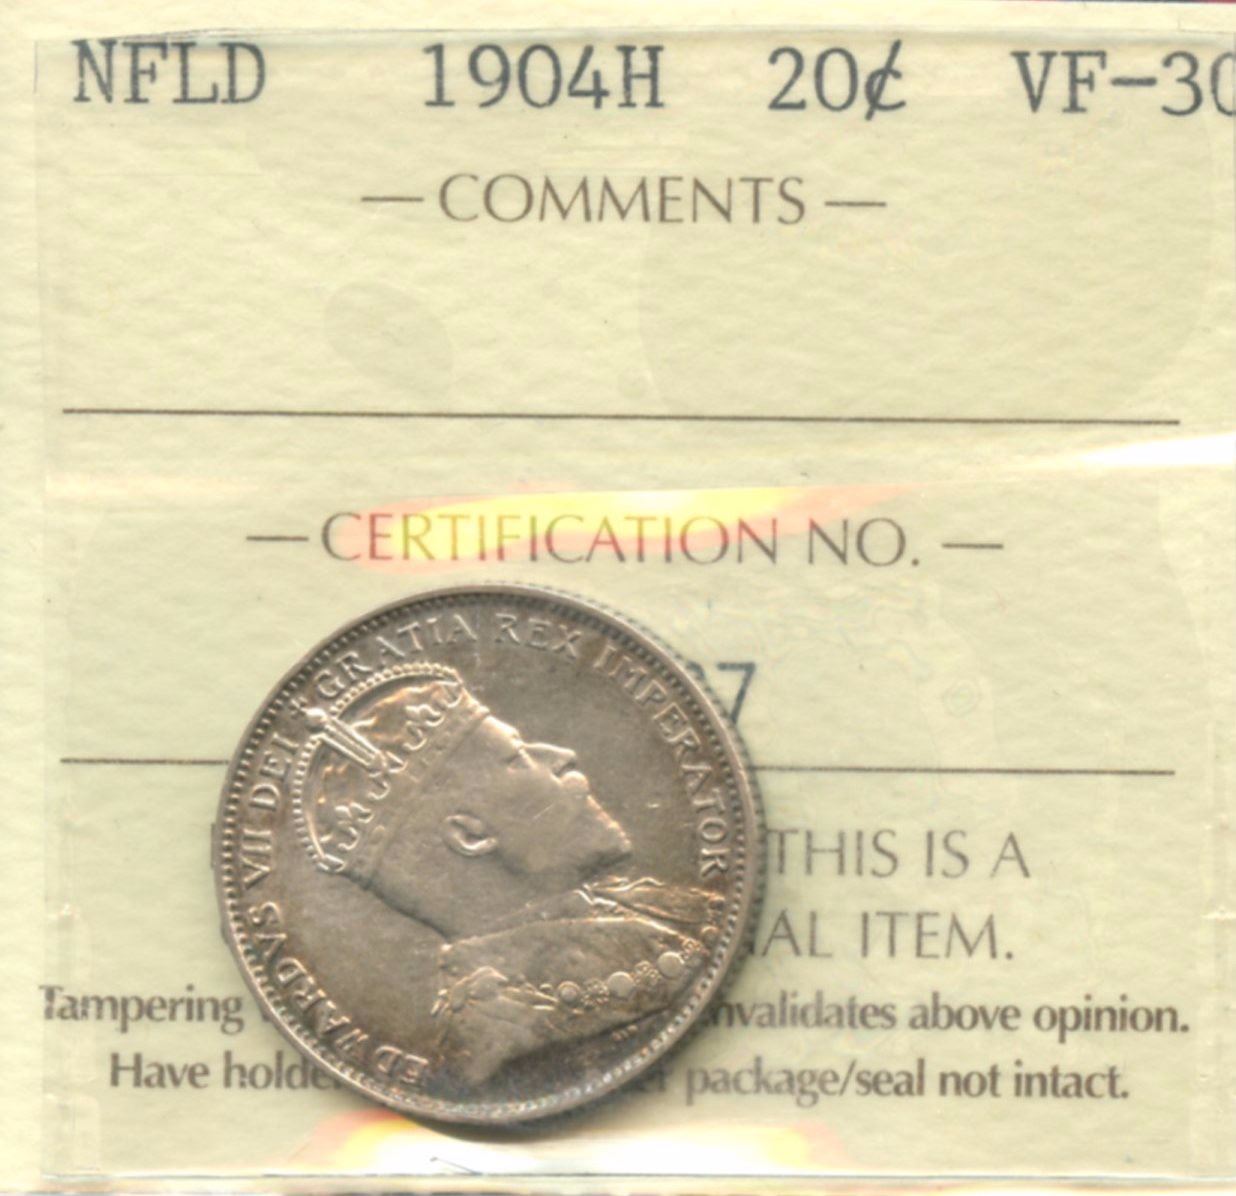 NFLD 1904H 20¢ VF-30
— COMMENTS —
— CERTIFICATION NO. —
7
EDWARDVS VII DEI GRATIA REX IMPERATOR
THIS IS A
AL ITEM.
Tampering nvalidates above opinion.
Have holde package/seal not intact.